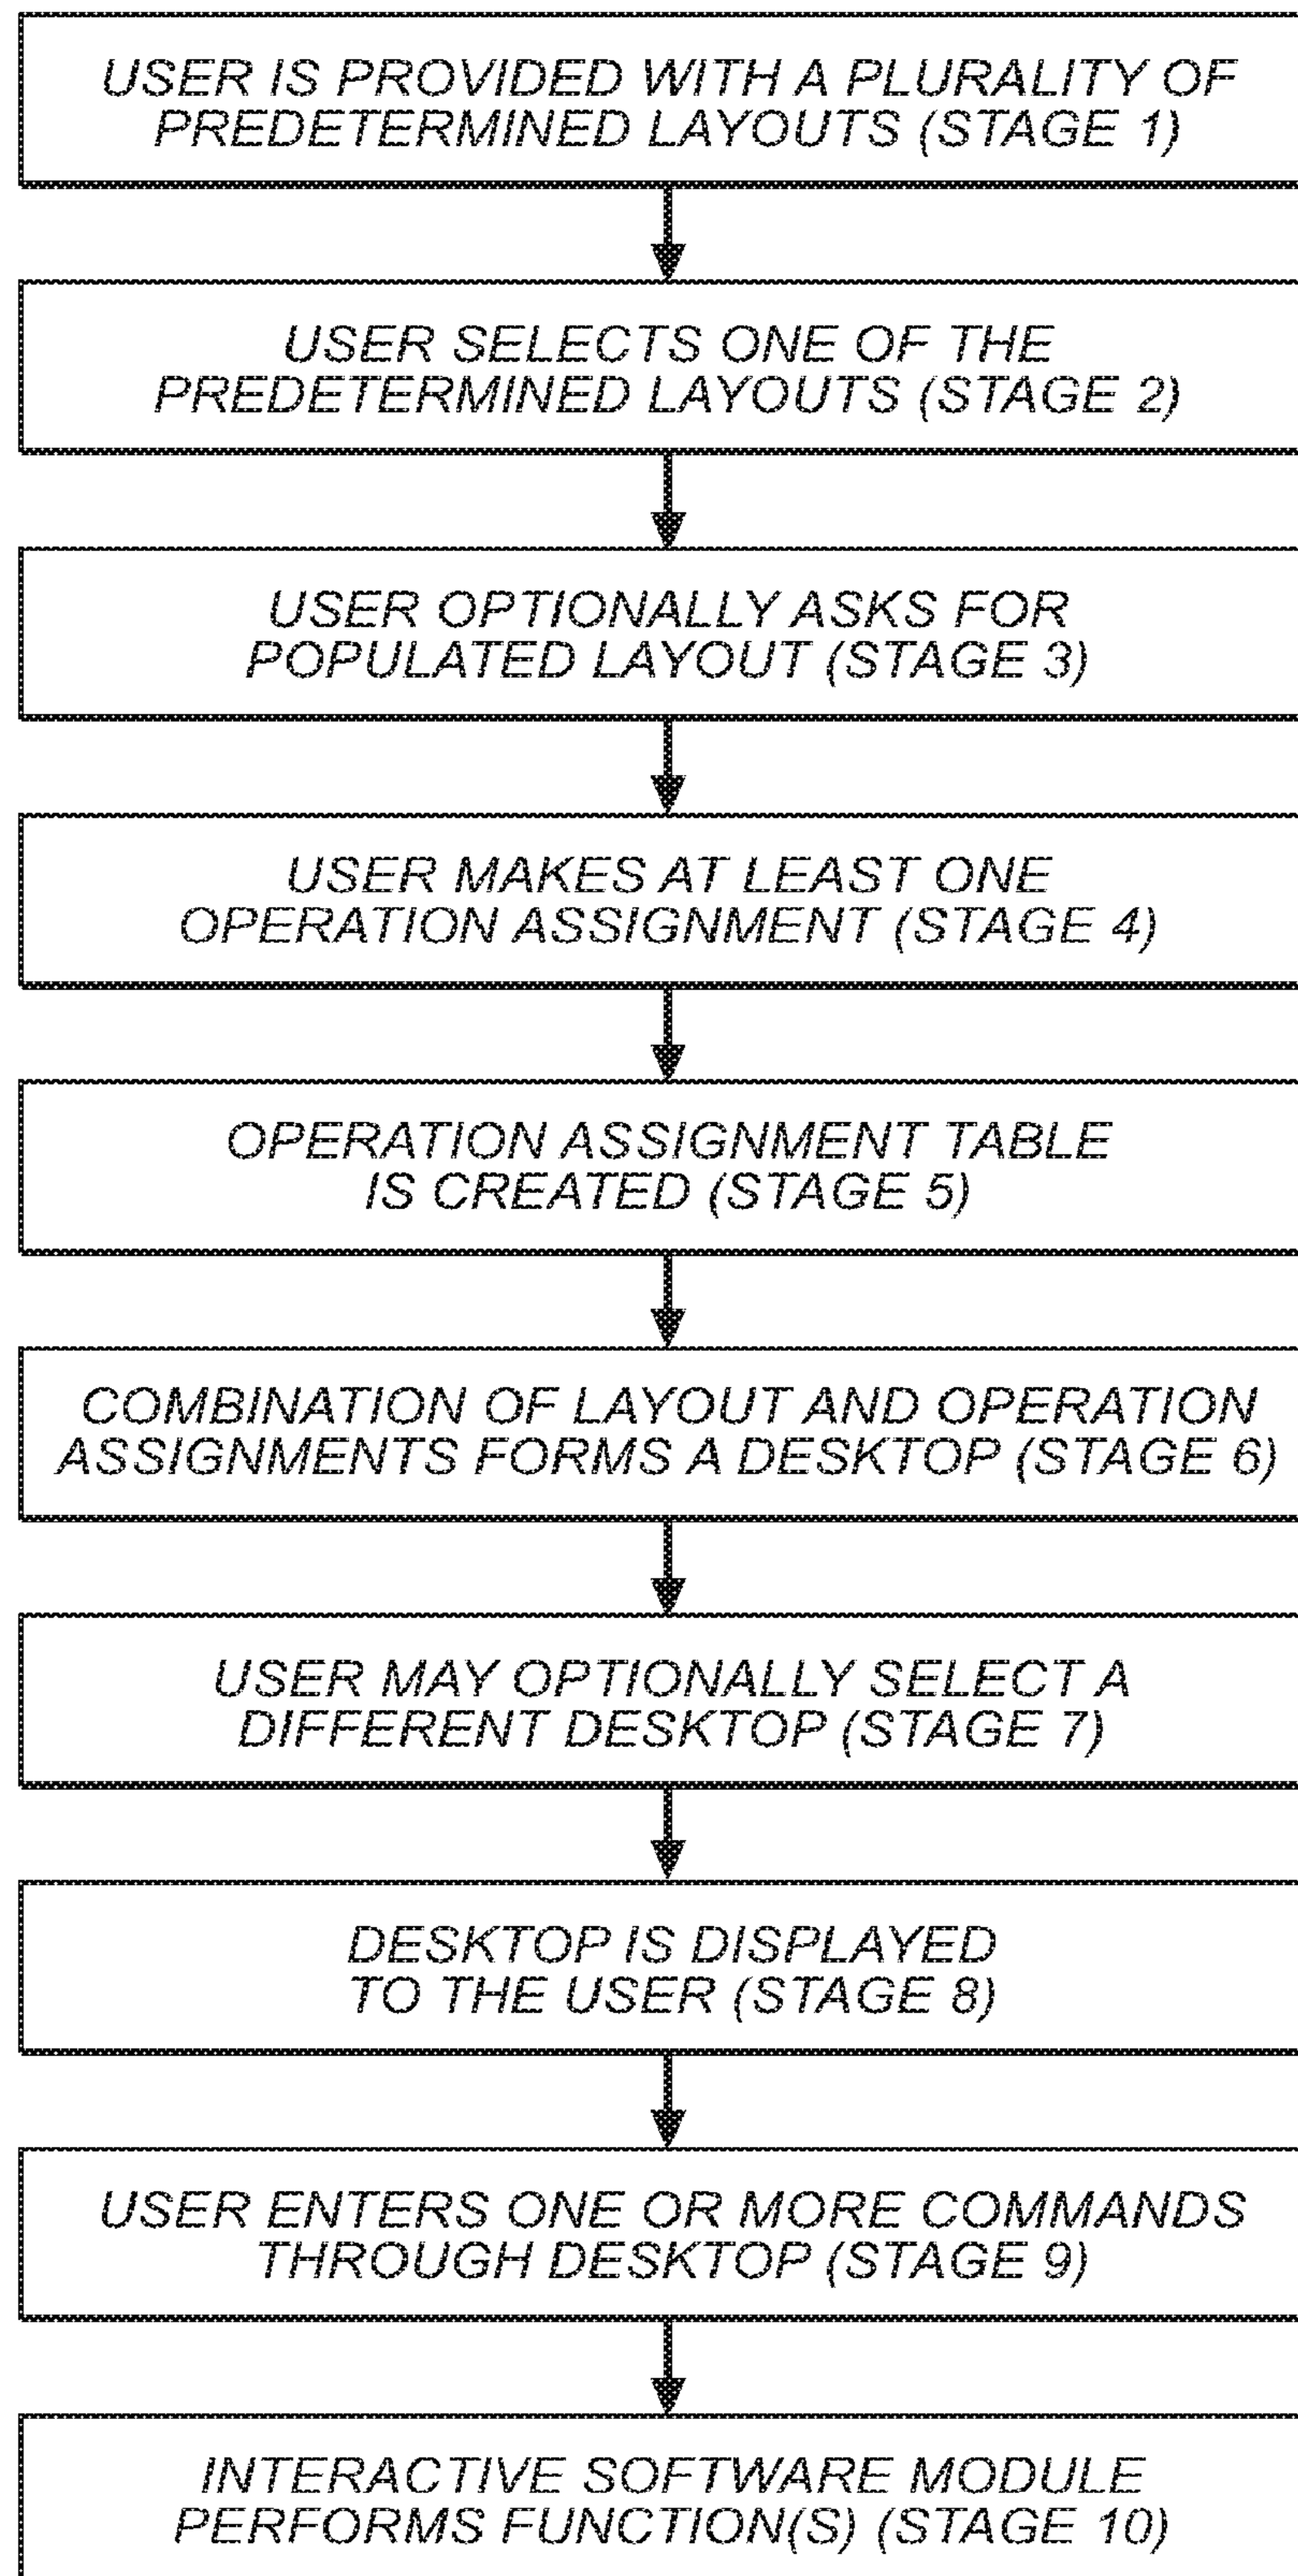 USER IS PROVIDED WITH A PLURALITY OF
PREDETERMINED LAYOUTS (STAGE 1)
USER SELECTS ONE OF THE
PREDETERMINED LAYOUTS (STAGE 2)
USER OPTIONALLY ASKS FOR
POPULATED LAYOUT (STAGE 3)
USER MAKES AT LEAST ONE
OPERATION ASSIGNMENT (STAGE 4)
OPERATION ASSIGNMENT TABLE
IS CREATED (STAGE 5)
COMBINATION OF LAYOUT AND OPERATION
ASSIGNMENTS FORMS A DESKTOP (STAGE 6)
USER MAY OPTIONALLY SELECT A
DIFFERENT DESKTOP (STAGE 7)
DESKTOP IS DISPLAYED
TO THE USER (STAGE 8)
USER ENTERS ONE OR MORE COMMANDS
THROUGH DESKTOP (STAGE 9)
INTERACTIVE SOFTWARE MODULE
PERFORMS FUNCTION(S) (STAGE 10)